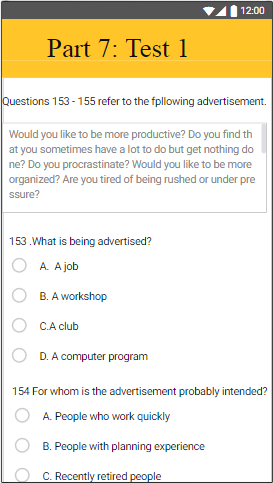 12:00
Part 7: Test 1
Questions 153 - 155 refer to the fpllowing advertisement.
Would you like to be more productive? Do you find th
at you sometimes have a lot to do but get nothing do
ne? Do you procrastinate? Would you like to be more
organized? Are you tired of being rushed or under pre
ssure?
153 .What is being advertised?
A. A job
B. A workshop
C.A club
D. A computer program
154 For whom is the advertisement probably intended?
A. People who work quickly
B. People with planning experience
C. Recently retired people